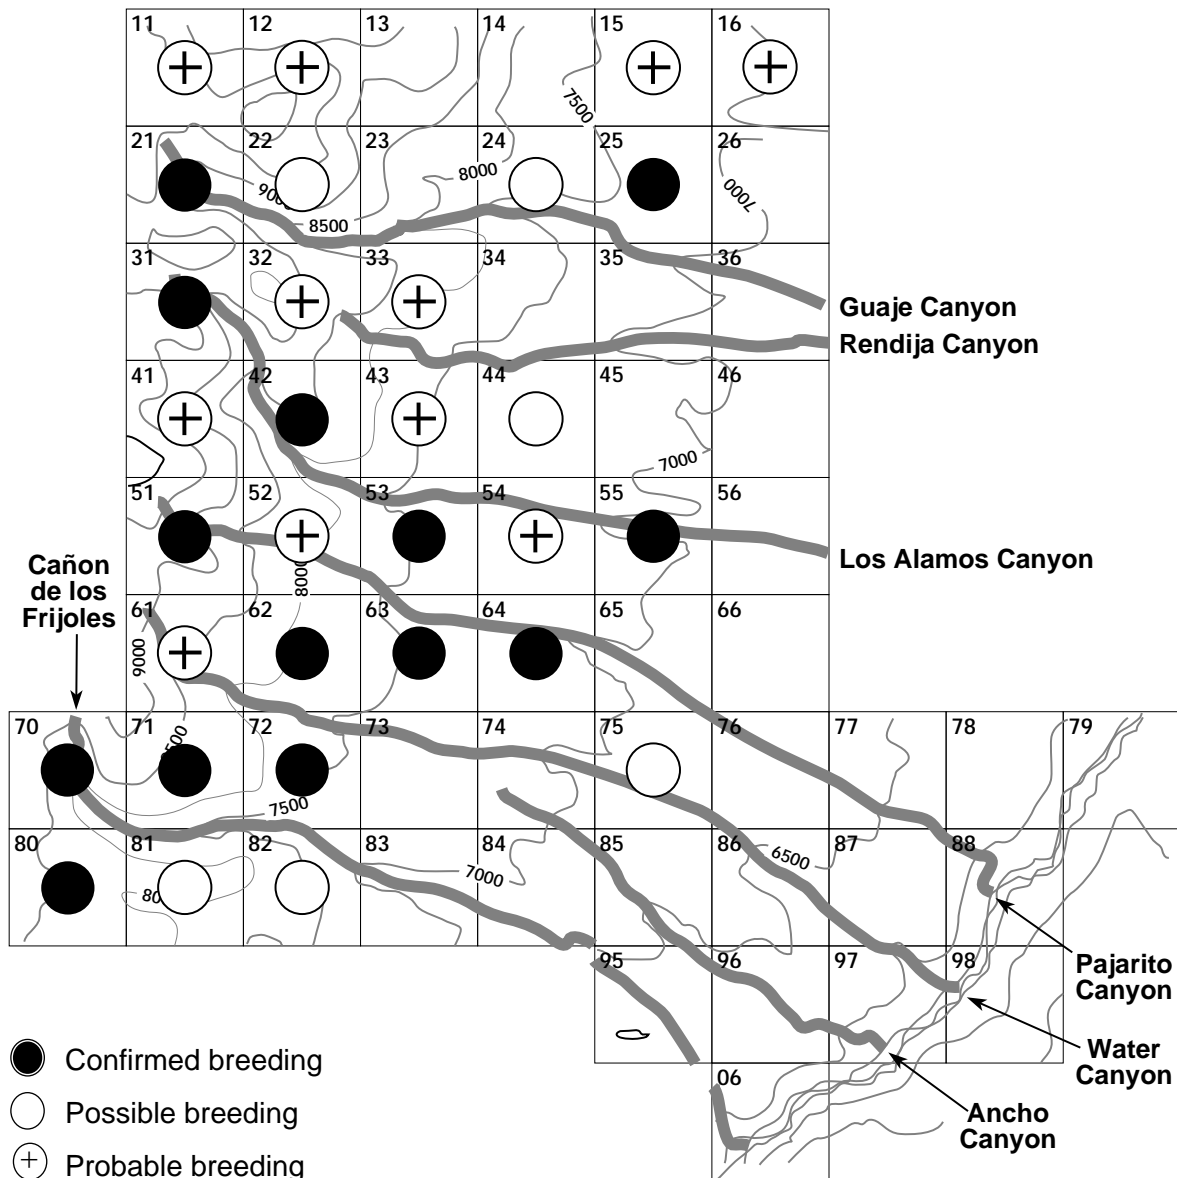 11 12 13 14 15 16
7500
21 22 23 24 25 26
8000
7000
8500
31 32 33 34 35 36
Guaje Canyon
Rendija Canyon
41 42 43 44 45 46
7000
51 52 53 54 55 56
Los Alamos Canyon
Cañon
de los
Frijoles
8000
61 62 63 64 65 66
9000
70 71 72 73 74 75 76 77 78 79
7500
80 81 82 83 84 85 86 87 88
6500
7000
95 96 97 98
Pajarito
Canyon
Water
Canyon
06
Ancho
Canyon
Confirmed breeding
Possible breeding
Probable breeding